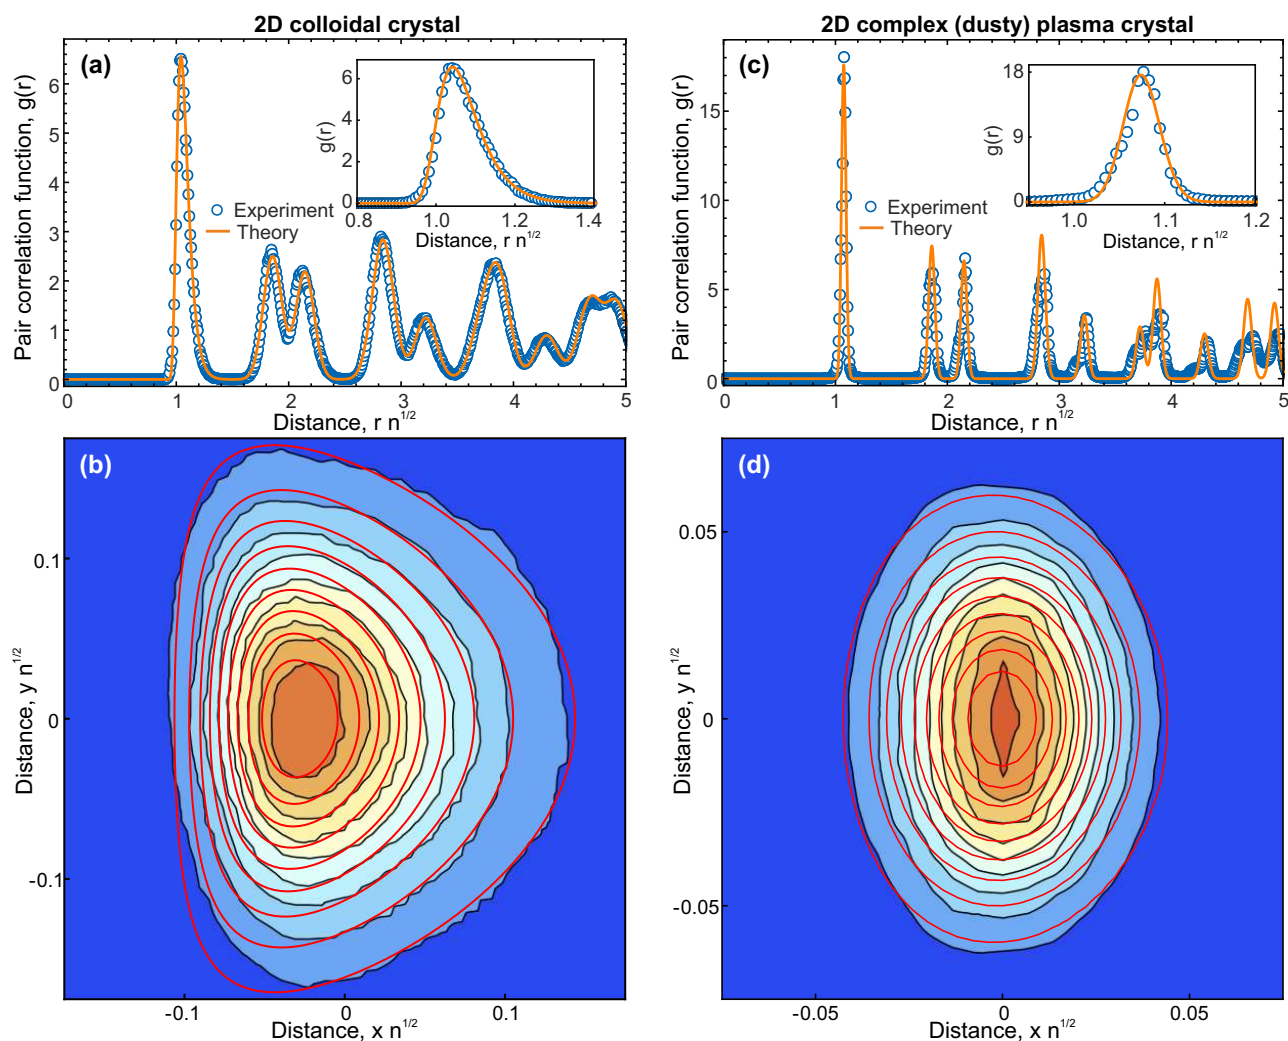 2D colloidal crystal
(a)
Pair correlation function, g(r)
6
5
4
3
2
1
0
0 1 2 3 4 5
Distance, r n^1/2
Experiment
Theory
g(r)
6
4
2
0
0.8 1.0 1.2 1.4
Distance, r n^1/2
2D complex (dusty) plasma crystal
(c)
Pair correlation function, g(r)
15
10
5
0
0 1 2 3 4 5
Distance, r n^1/2
Experiment
Theory
g(r)
18
9
0
1.0 1.1 1.2
Distance, r n^1/2
(b)
Distance, y n^1/2
0.1
0
-0.1
-0.1 0 0.1
Distance, x n^1/2
(d)
Distance, y n^1/2
0.05
0
-0.05
-0.05 0 0.05
Distance, x n^1/2